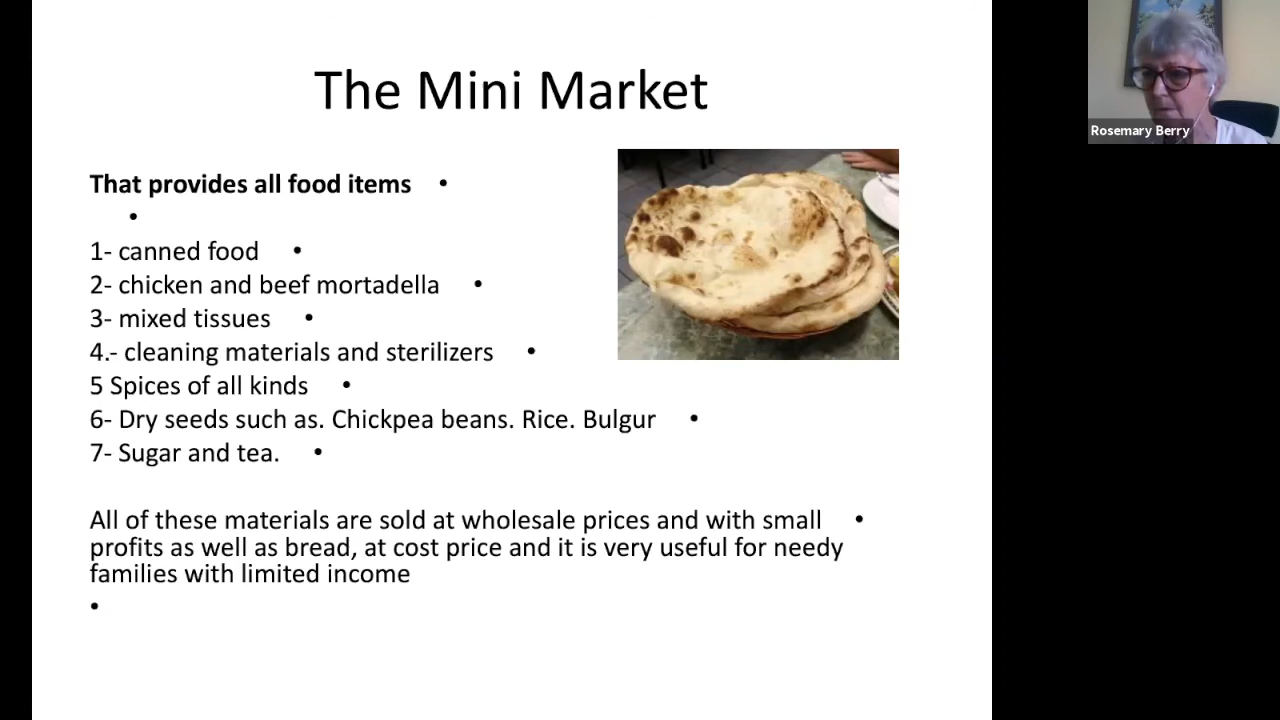 The Mini Market
That provides all food items •
•
1- canned food •
2- chicken and beef mortadella •
3- mixed tissues •
4.- cleaning materials and sterilizers •
5 Spices of all kinds •
6- Dry seeds such as. Chickpea beans. Rice. Bulgur •
7- Sugar and tea. •
All of these materials are sold at wholesale prices and with small •
profits as well as bread, at cost price and it is very useful for needy
families with limited income
•
Rosemary Berry